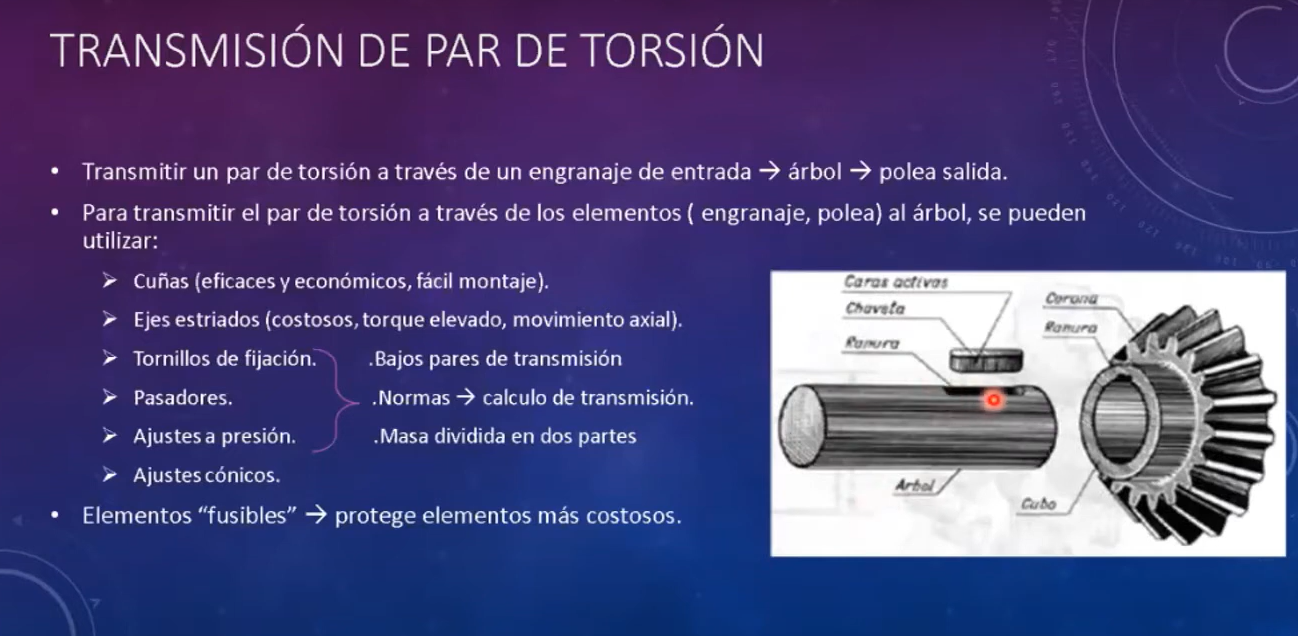 TRANSMISIÓN DE PAR DE TORSIÓN
• Transmitir un par de torsión a través de un engranaje de entrada → árbol → polea salida.
• Para transmitir el par de torsión a través de los elementos ( engranaje, polea) al árbol, se pueden
utilizar:
➢ Cuñas (eficaces y económicos, fácil montaje).
➢ Ejes estriados (costosos, torque elevado, movimiento axial).
➢ Tornillos de fijación. .Bajos pares de transmisión
➢ Pasadores. .Normas → calculo de transmisión.
➢ Ajustes a presión. .Masa dividida en dos partes
➢ Ajustes cónicos.
• Elementos “fusibles” → protege elementos más costosos.
Caras activas
Chaveta
Ranura
Arbol
Corona
Ranura
Cubo